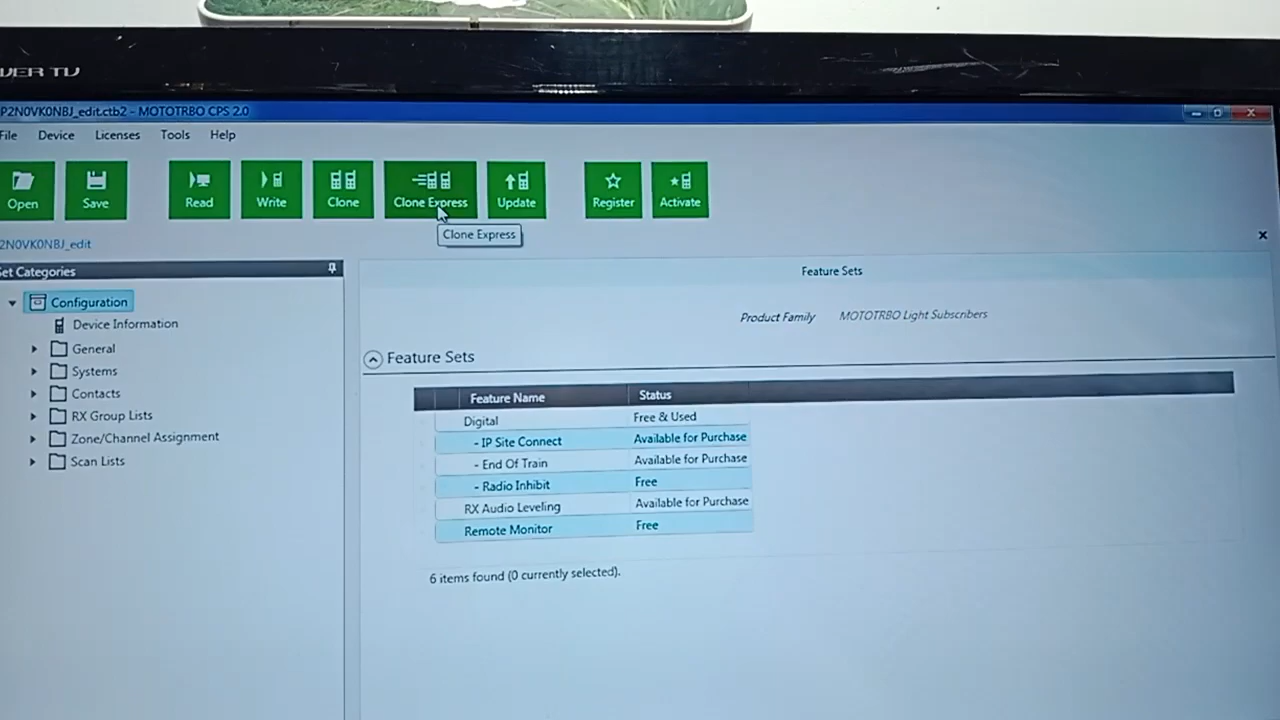 VER TV
P2N0VK0NBJ_edit.ctb2 - MOTOTRBO CPS 2.0
File Device Licenses Tools Help
Open Save Read Write Clone Clone Express Update Register Activate
Clone Express
2N0VK0NBJ_edit
Set Categories
Feature Sets
Configuration
Product Family MOTOTRBO Light Subscribers
Device Information
General
Feature Sets
Systems
Contacts
Feature Name Status
RX Group Lists
Digital Free & Used
Zone/Channel Assignment
- IP Site Connect Available for Purchase
Scan Lists
- End Of Train Available for Purchase
- Radio Inhibit Free
RX Audio Leveling Available for Purchase
Remote Monitor Free
6 items found (0 currently selected).